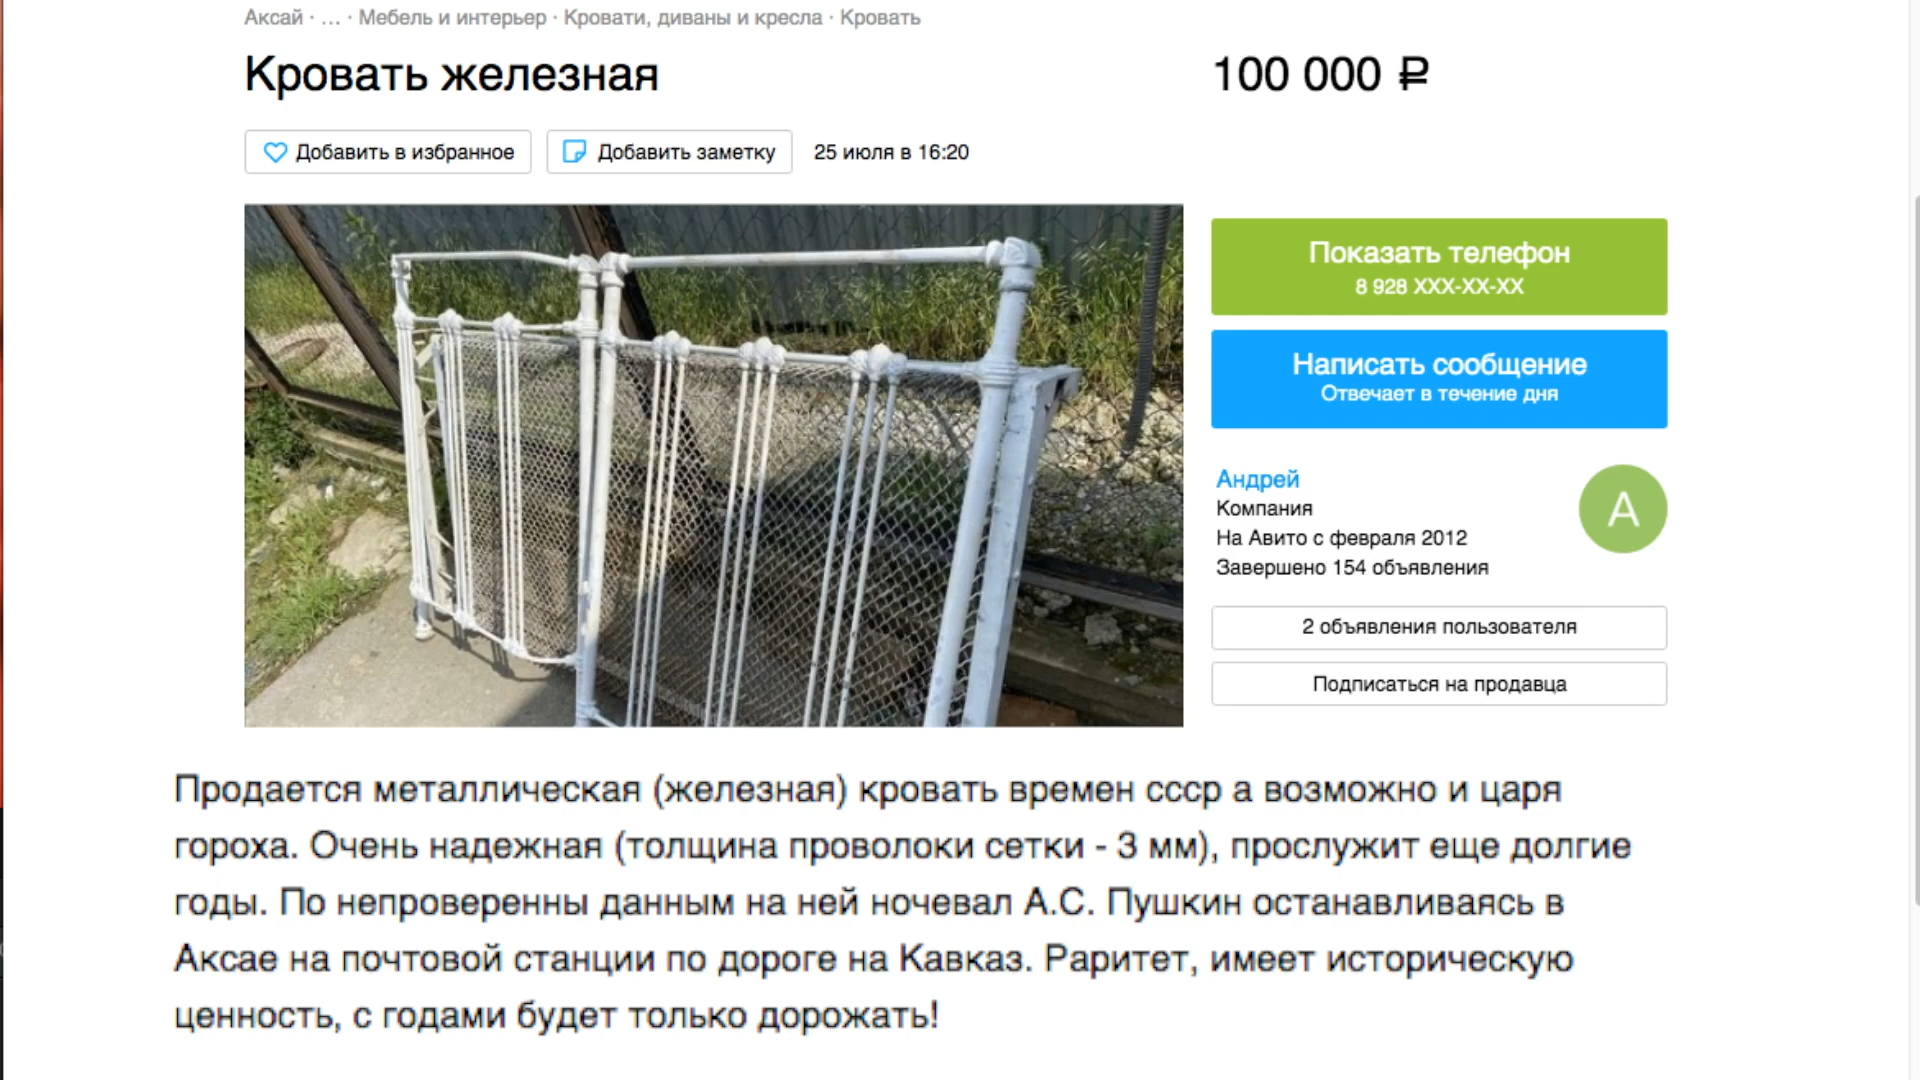 Аксай · ... · Мебель и интерьер · Кровати, диваны и кресла · Кровать
Кровать железная
100 000 ₽
Добавить в избранное
Добавить заметку
25 июля в 16:20
Показать телефон
8 928 XXX-XX-XX
Написать сообщение
Отвечает в течение дня
Андрей
Компания
На Авито с февраля 2012
Завершено 154 объявления
А
2 объявления пользователя
Подписаться на продавца
Продается металлическая (железная) кровать времен ссср а возможно и царя
гороха. Очень надежная (толщина проволоки сетки - 3 мм), прослужит еще долгие
годы. По непроверенны данным на ней ночевал А.С. Пушкин останавливаясь в
Аксае на почтовой станции по дороге на Кавказ. Раритет, имеет историческую
ценность, с годами будет только дорожать!